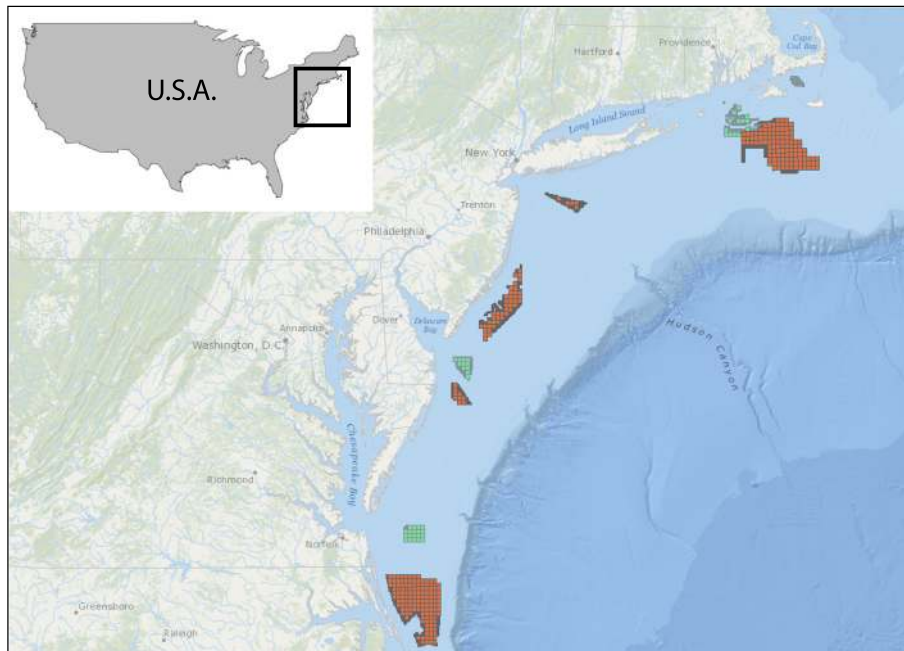 U.S.A.
Cape
Cod Bay
Hartford
Providence
Long Island Sound
New York
Trenton
Philadelphia
Dover
Delaware
Bay
Annapolis
Washington, D.C.
Hudson Canyon
Chesapeake Bay
Richmond
Norfolk
Greensboro
Raleigh